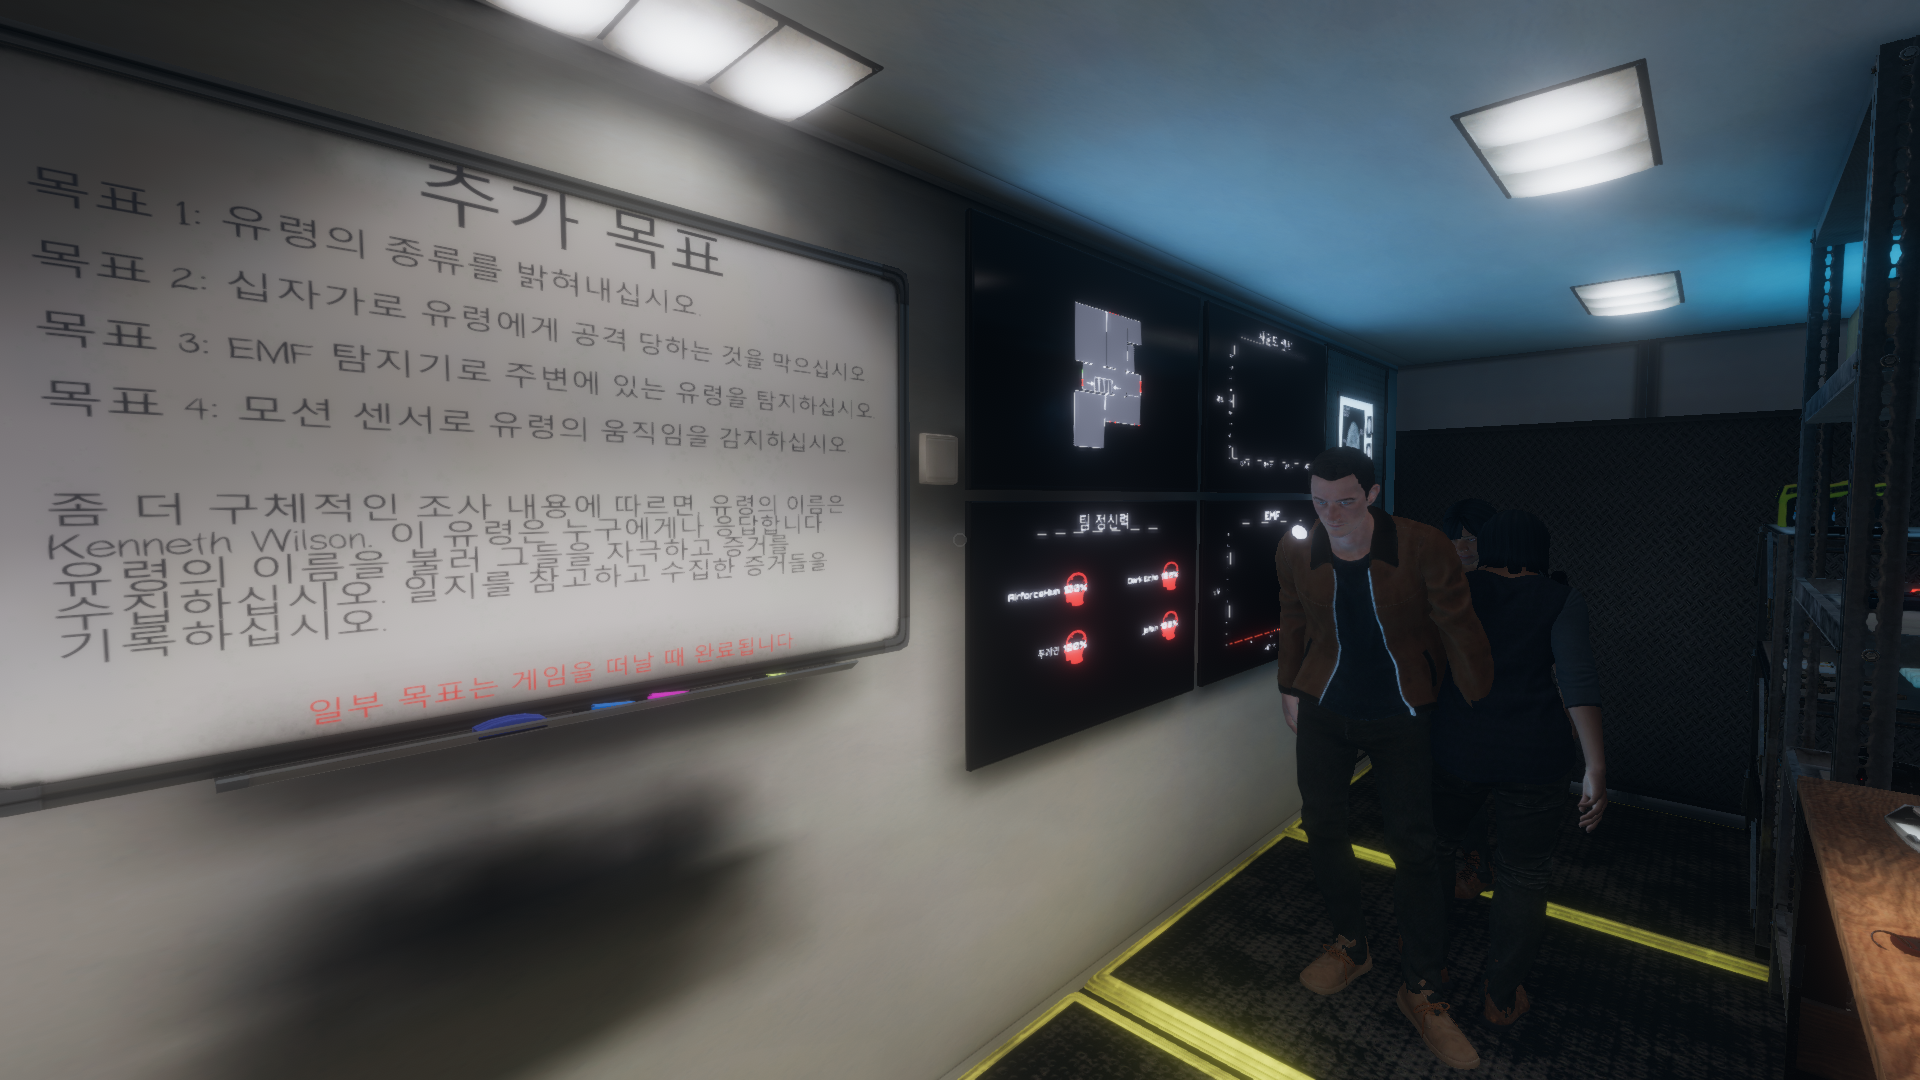 추가 목표
목표 1: 유령의 종류를 밝혀내십시오.
목표 2: 십자가로 유령에게 공격 당하는 것을 막으십시오
목표 3: EMF 탐지기로 주변에 있는 유령을 탐지하십시오
목표 4: 모션 센서로 유령의 움직임을 감지하십시오
좀 더 구체적인 조사 내용에 따르면, 유령의 이름은
Kenneth Wilson. 이 유령은 누구에게나 응답합니다
유령의 이름을 불러 그들을 자극하고 증거를
수집하십시오. 일지를 참고하고 수집한 증거들을
기록하십시오.
일부 목표는 게임을 떠날 때 완료됩니다
팀 정신력
AirforceHum 100%
Dark Echo 100%
100%
100%
EMF